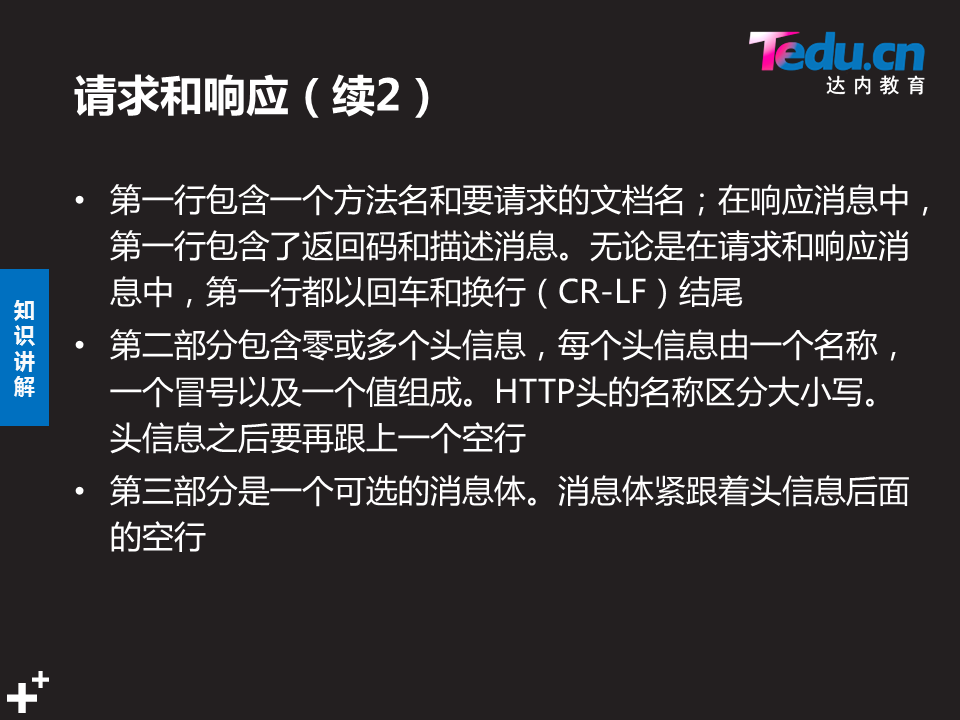 Tedu.cn
达内教育
请求和响应（续2）
• 第一行包含一个方法名和要请求的文档名；在响应消息中，
第一行包含了返回码和描述消息。无论是在请求和响应消
息中，第一行都以回车和换行（CR-LF）结尾
• 第二部分包含零或多个头信息，每个头信息由一个名称，
一个冒号以及一个值组成。HTTP头的名称区分大小写。
头信息之后要再跟上一个空行
• 第三部分是一个可选的消息体。消息体紧跟着头信息后面
的空行
知
识
讲
解